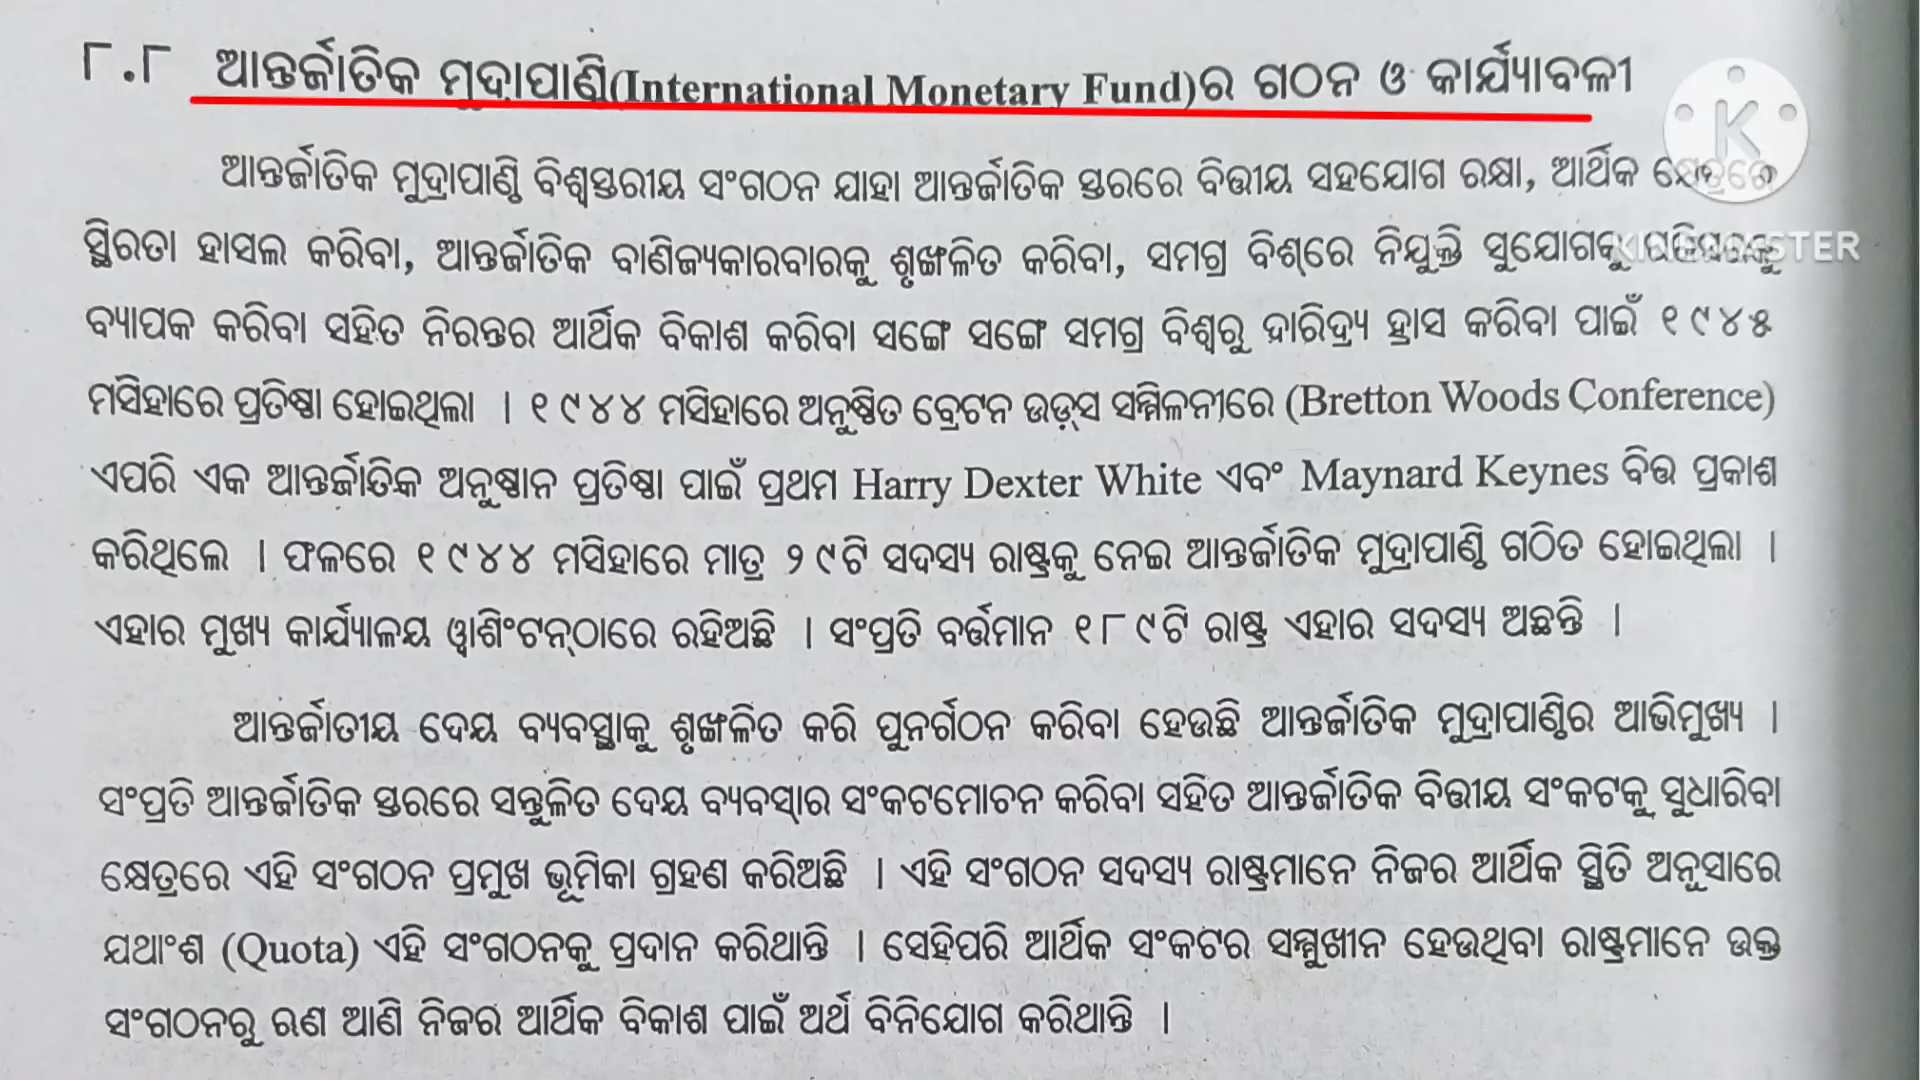 ୮.୮ ଆନ୍ତର୍ଜାତିକ ମୁଦ୍ରାପାଣ୍ଠି(International Monetary Fund)ର ଗଠନ ଓ କାର୍ଯ୍ୟାବଳୀ
ଆନ୍ତର୍ଜାତିକ ମୁଦ୍ରାପାଣ୍ଠି ବିଶ୍ୱସ୍ତରୀୟ ସଂଗଠନ ଯାହା ଆନ୍ତର୍ଜାତିକ ସ୍ତରରେ ବିତ୍ତୀୟ ସହଯୋଗ ରକ୍ଷା, ଆର୍ଥିକ କ୍ଷେତ୍ରରେ
ସ୍ଥିରତା ହାସଲ କରିବା, ଆନ୍ତର୍ଜାତିକ ବାଣିଜ୍ୟକାରବାରକୁ ଶୃଙ୍ଖଳିତ କରିବା, ସମଗ୍ର ବିଶ୍‌ରେ ନିଯୁକ୍ତି ସୁଯୋଗକୁ
ବ୍ୟାପକ କରିବା ସହିତ ନିରନ୍ତର ଆର୍ଥିକ ବିକାଶ କରିବା ସଙ୍ଗେ ସଙ୍ଗେ ସମଗ୍ର ବିଶ୍ୱରୁ ଦାରିଦ୍ର୍ୟ ହ୍ରାସ କରିବା ପାଇଁ ୧୯୪୫
ମସିହାରେ ପ୍ରତିଷ୍ଠା ହୋଇଥିଲା । ୧୯୪୪ ମସିହାରେ ଅନୁଷ୍ଠିତ ବ୍ରେଟନ ଉଡ଼୍‌ସ ସମ୍ମିଳନୀରେ (Bretton Woods Conference)
ଏପରି ଏକ ଆନ୍ତର୍ଜାତିକ ଅନୁଷ୍ଠାନ ପ୍ରତିଷ୍ଠା ପାଇଁ ପ୍ରଥମ Harry Dexter White ଏବଂ Maynard Keynes ବିଉ ପ୍ରକାଶ
କରିଥିଲେ । ଫଳରେ ୧୯୪୪ ମସିହାରେ ମାତ୍ର ୨୯ଟି ସଦସ୍ୟ ରାଷ୍ଟ୍ରକୁ ନେଇ ଆନ୍ତର୍ଜାତିକ ମୁଦ୍ରାପାଣ୍ଠି ଗଠିତ ହୋଇଥିଲା ।
ଏହାର ମୁଖ୍ୟ କାର୍ଯ୍ୟାଳୟ ୱାଶିଂଟନ୍‌ଠାରେ ରହିଅଛି । ସଂପ୍ରତି ବର୍ତ୍ତମାନ ୧୮୯ଟି ରାଷ୍ଟ୍ର ଏହାର ସଦସ୍ୟ ଅଛନ୍ତି ।
ଆନ୍ତର୍ଜାତୀୟ ଦେୟ ବ୍ୟବସ୍ଥାକୁ ଶୃଙ୍ଖଳିତ କରି ପୁନର୍ଗଠନ କରିବା ହେଉଛି ଆନ୍ତର୍ଜାତିକ ମୁଦ୍ରାପାଣ୍ଠିର ଆଭିମୁଖ୍ୟ ।
ସଂପ୍ରତି ଆନ୍ତର୍ଜାତିକ ସ୍ତରରେ ସନ୍ତୁଳିତ ଦେୟ ବ୍ୟବସ୍ାର ସଂକଟମୋଚନ କରିବା ସହିତ ଆନ୍ତର୍ଜାତିକ ବିତ୍ତୀୟ ସଂକଟକୁ ସୁଧାରିବା
କ୍ଷେତ୍ରରେ ଏହି ସଂଗଠନ ପ୍ରମୁଖ ଭୂମିକା ଗ୍ରହଣ କରିଅଛି । ଏହି ସଂଗଠନ ସଦସ୍ୟ ରାଷ୍ଟ୍ରମାନେ ନିଜର ଆର୍ଥିକ ସ୍ଥିତି ଅନୁସାରେ
ଯଥାଂଶ (Quota) ଏହି ସଂଗଠନକୁ ପ୍ରଦାନ କରିଥାନ୍ତି । ସେହିପରି ଆର୍ଥିକ ସଂକଟର ସମ୍ମୁଖୀନ ହେଉଥିବା ରାଷ୍ଟ୍ରମାନେ ଉକ୍ତ
ସଂଗଠନରୁ ଋଣ ଆଣି ନିଜର ଆର୍ଥିକ ବିକାଶ ପାଇଁ ଅର୍ଥ ବିନିଯୋଗ କରିଥାନ୍ତି ।
K
KINEMASTER